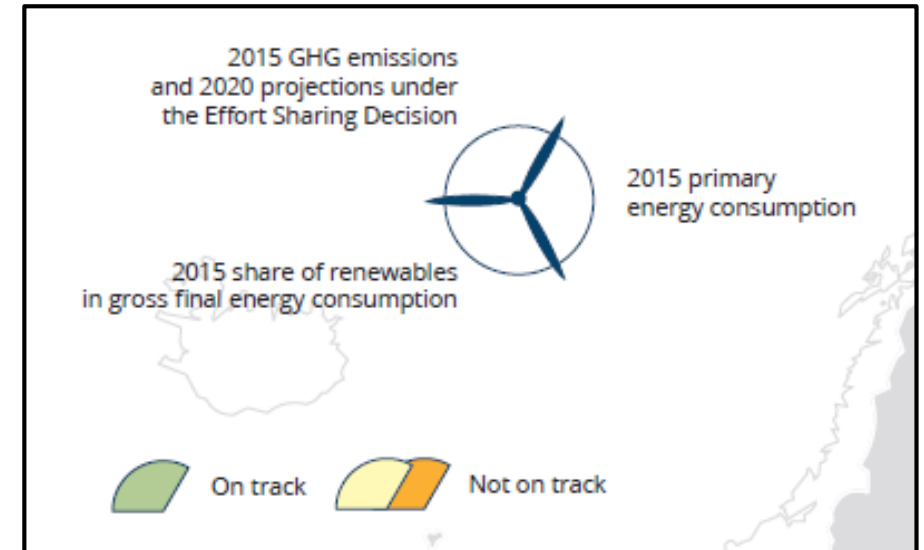 2015 GHG emissions
and 2020 projections under
the Effort Sharing Decision
2015 primary
energy consumption
2015 share of renewables
in gross final energy consumption
On track
Not on track